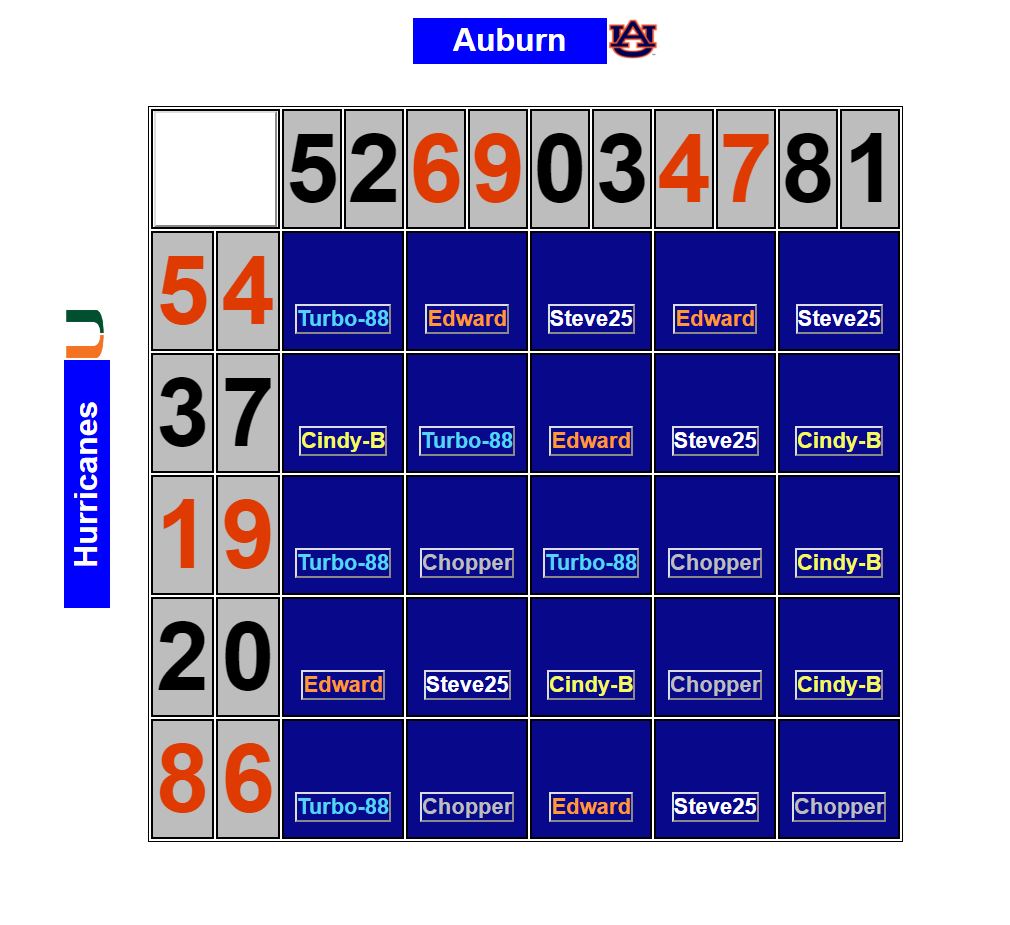 Auburn AU
5 2 6 9 0 3 4 7 8 1
5 4 Turbo-88 Edward Steve25 Edward Steve25
3 7 Cindy-B Turbo-88 Edward Steve25 Cindy-B
Hurricanes U
1 9 Turbo-88 Chopper Turbo-88 Chopper Cindy-B
2 0 Edward Steve25 Cindy-B Chopper Cindy-B
8 6 Turbo-88 Chopper Edward Steve25 Chopper